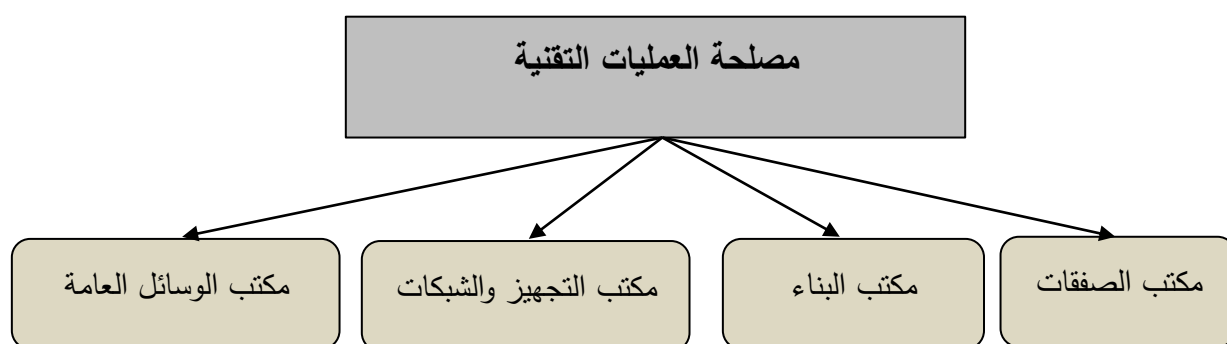 مصلحة العمليات التقنية
مكتب الصفقات
مكتب البناء
مكتب التجهيز والشبكات
مكتب الوسائل العامة